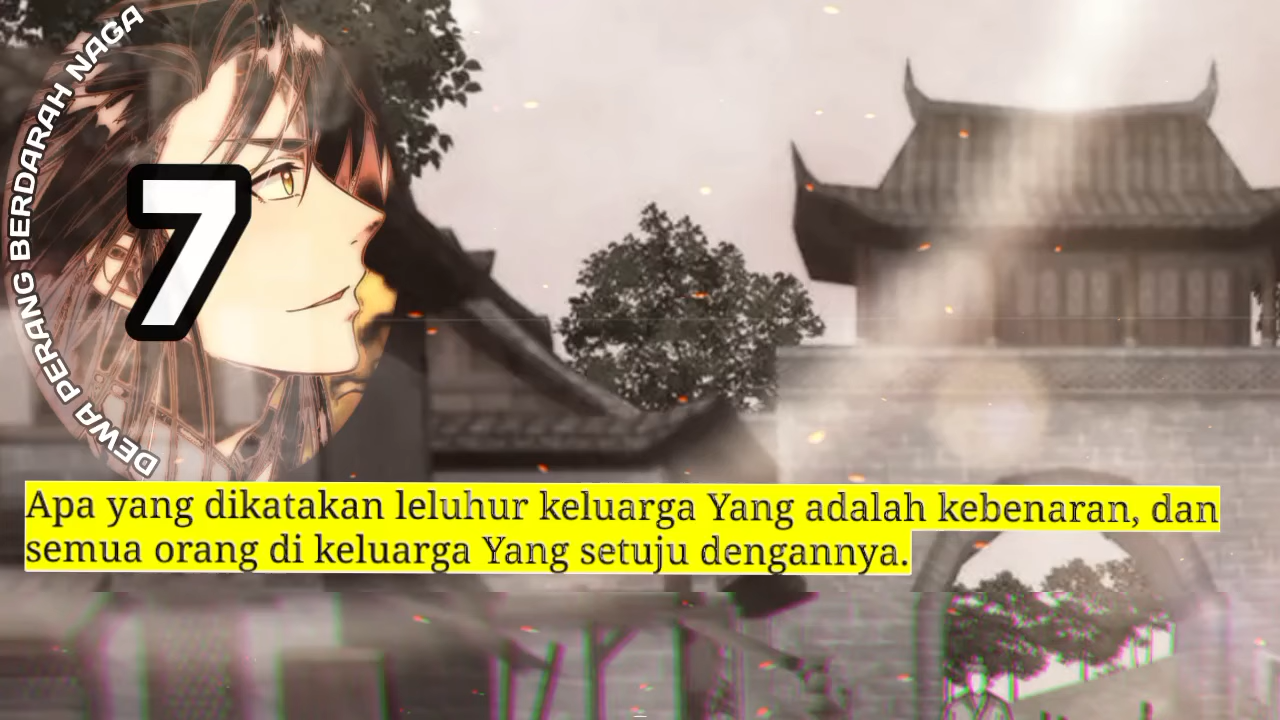 DEWA PERANG BERDARAH NAGA
7
Apa yang dikatakan leluhur keluarga Yang adalah kebenaran, dan
semua orang di keluarga Yang setuju dengannya.